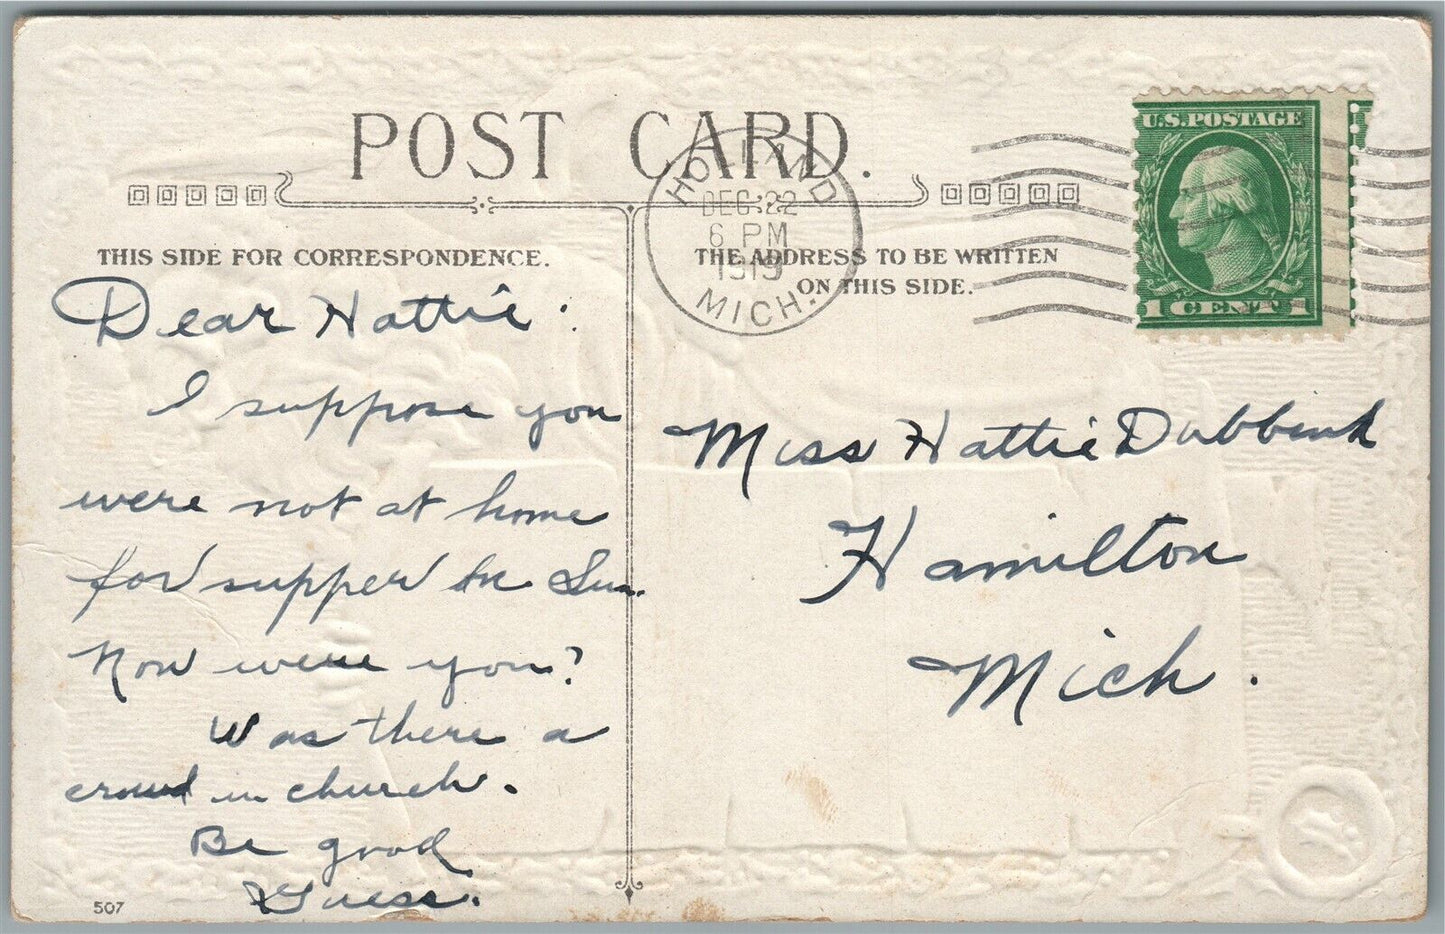 POST CARD.
HOLLAND
DEC 22
6 PM
1919
MICH.
U.S. POSTAGE
1 CENT 1
THIS SIDE FOR CORRESPONDENCE.
THE ADDRESS TO BE WRITTEN
ON THIS SIDE.
Dear Hattie:
I suppose you
were not at home
for supper on Sun.
Now were you?
Was there a
crowd in church.
Be good
Guess.
507
Miss Hattie Dubbink
Hamilton
Mich.